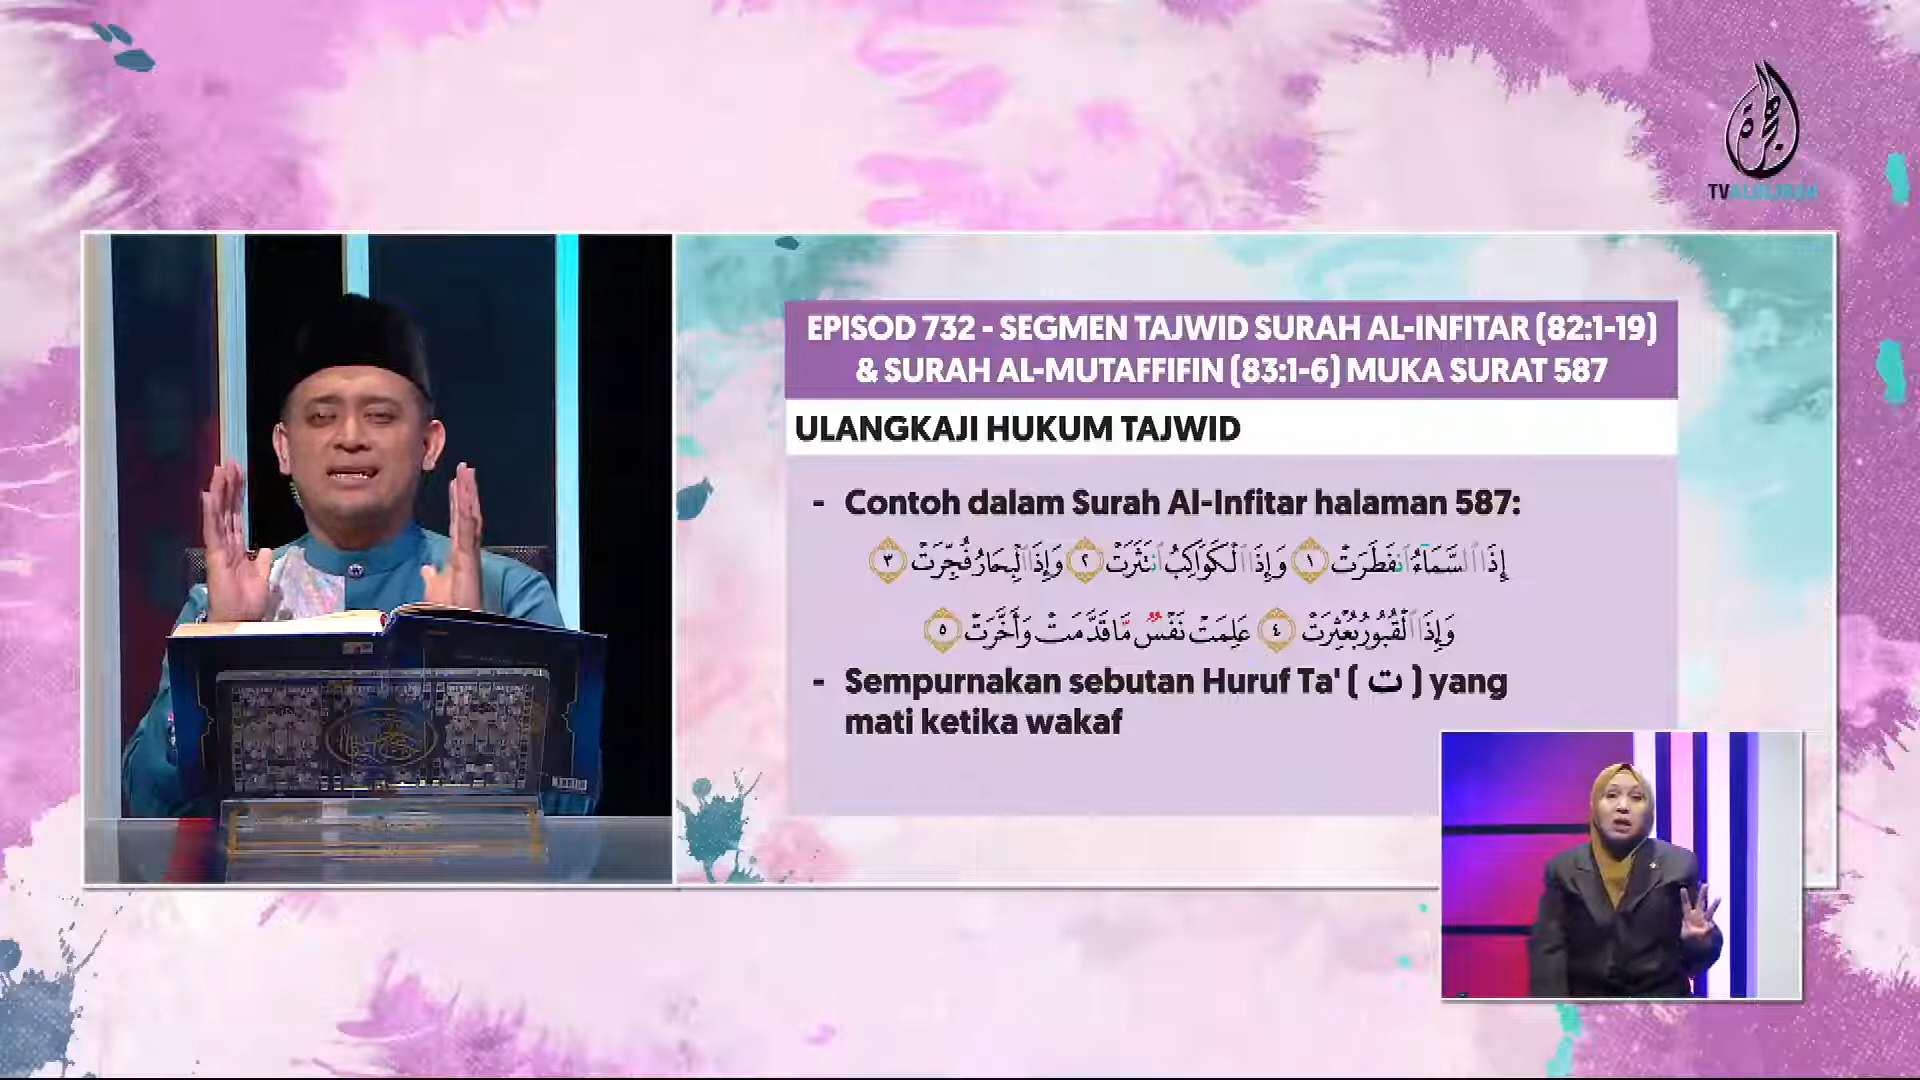 هجرة
TVALHIJRAH
EPISOD 732 - SEGMEN TAJWID SURAH AL-INFITAR (82:1-19)
& SURAH AL-MUTAFFIFIN (83:1-6) MUKA SURAT 587
ULANGKAJI HUKUM TAJWID
- Contoh dalam Surah Al-Infitar halaman 587:
إِذَا ٱلسَّمَآءُ ٱنفَطَرَتْ ١ وَإِذَا ٱلْكَوَاكِبُ ٱنتَثَرَتْ ٢ وَإِذَا ٱلْبِحَارُ فُجِّرَتْ ٣
وَإِذَا ٱلْقُبُورُ بُعْثِرَتْ ٤ عَلِمَتْ نَفْسٌ مَّا قَدَّمَتْ وَأَخَّرَتْ ٥
- Sempurnakan sebutan Huruf Ta' ( ت ) yang
mati ketika wakaf